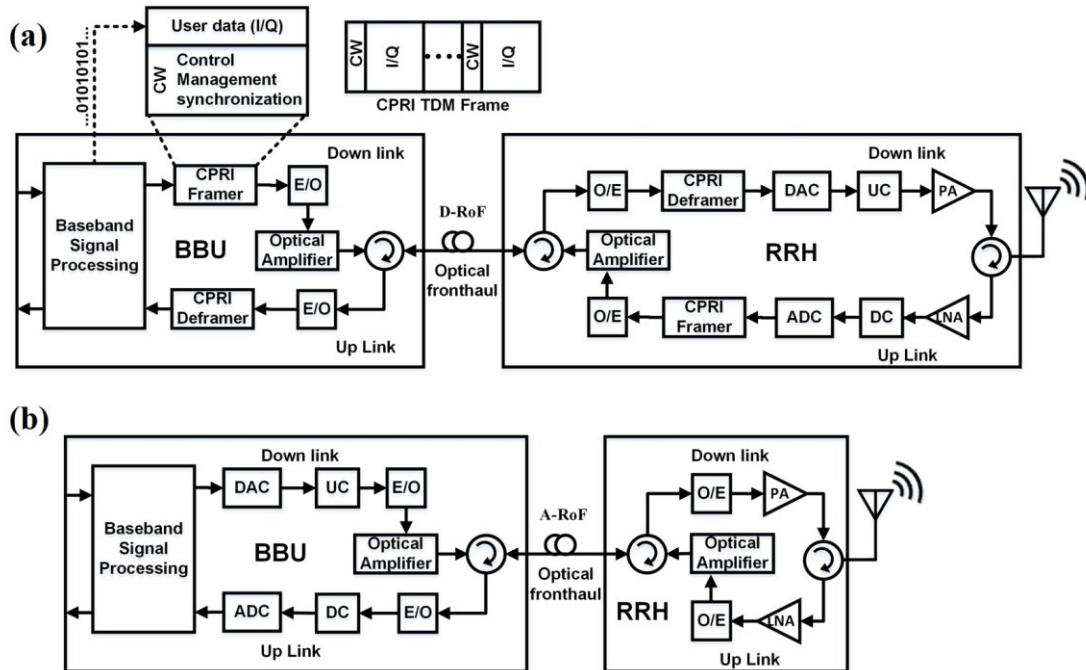 (a)
...01010101...
User data (I/Q)
CW
Control
Management
synchronization
CW
I/Q
....
CW
I/Q
CPRI TDM Frame
Down link
Baseband
Signal
Processing
CPRI
Framer
E/O
BBU
Optical
Amplifier
CPRI
Deframer
E/O
Up Link
D-RoF
Optical
fronthaul
Down link
O/E
CPRI
Deframer
DAC
UC
PA
Optical
Amplifier
RRH
O/E
CPRI
Framer
ADC
DC
LNA
Up Link
(b)
Down link
Baseband
Signal
Processing
DAC
UC
E/O
BBU
Optical
Amplifier
ADC
DC
E/O
Up Link
A-RoF
Optical
fronthaul
Down link
O/E
PA
Optical
Amplifier
RRH
O/E
LNA
Up Link